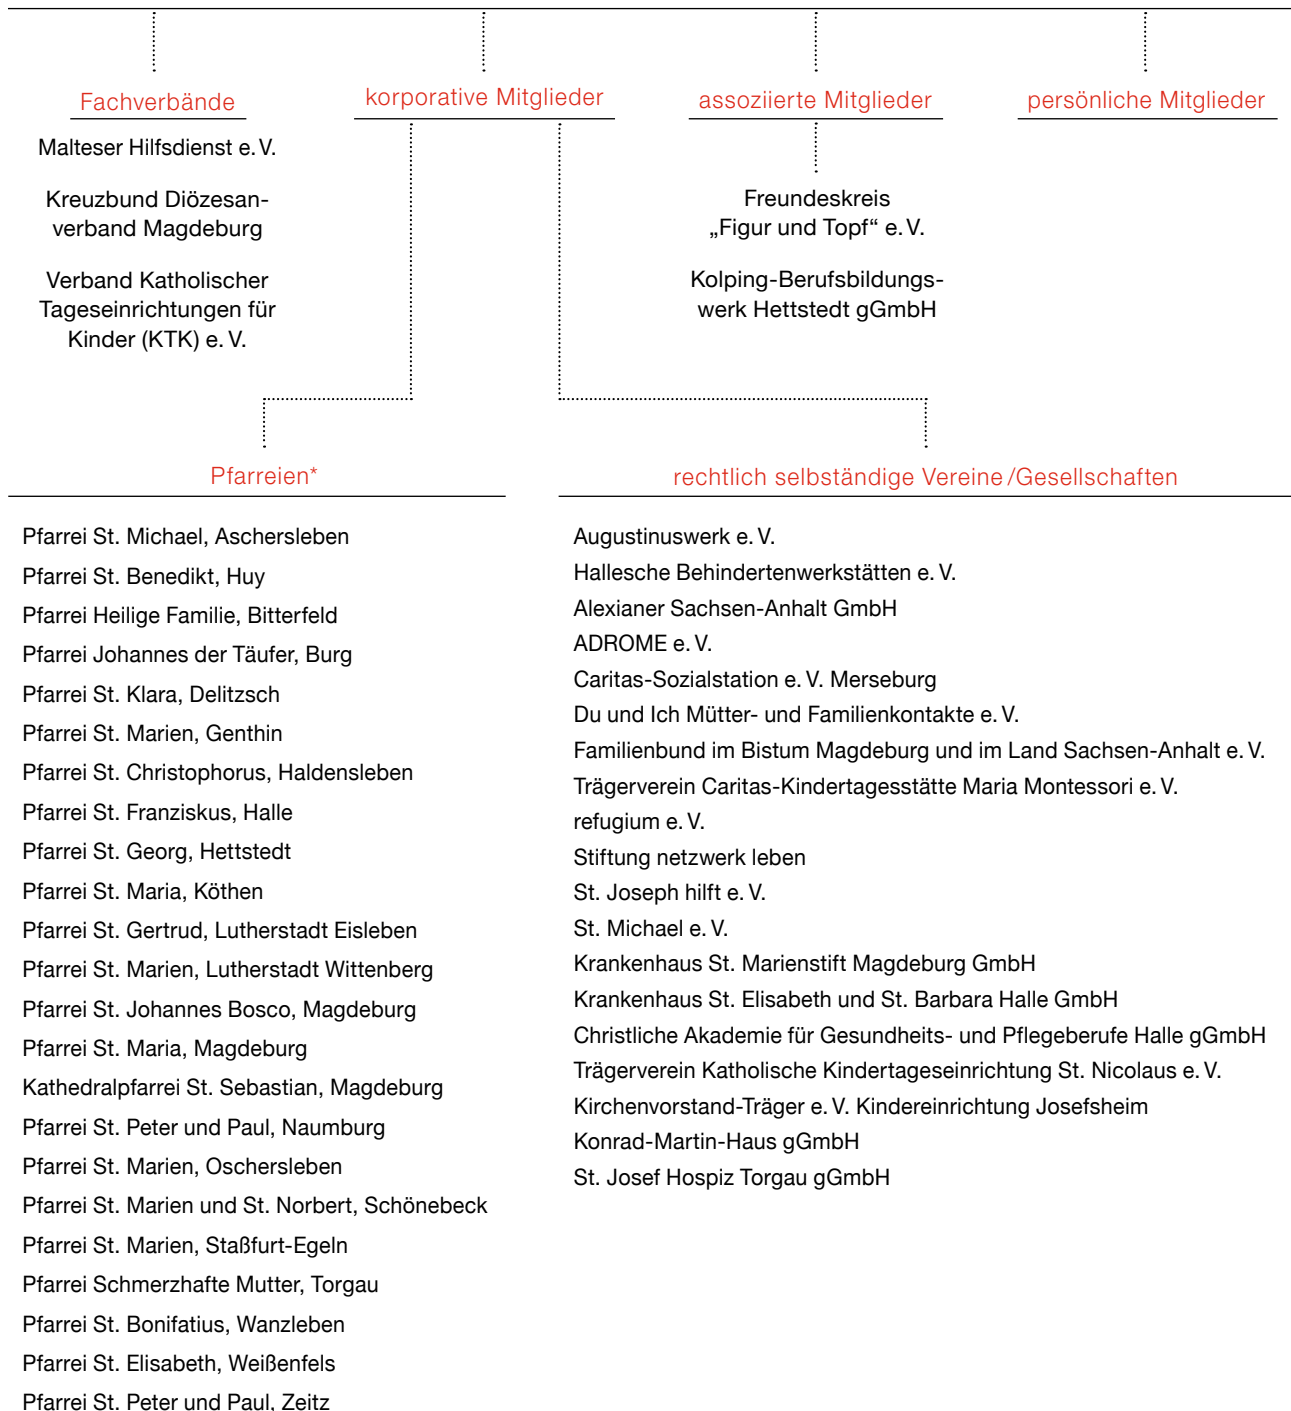 Fachverbände
Malteser Hilfsdienst e. V.
Kreuzbund Diözesan-
verband Magdeburg
Verband Katholischer
Tageseinrichtungen für
Kinder (KTK) e. V.
korporative Mitglieder
assoziierte Mitglieder
Freundeskreis
„Figur und Topf“ e. V.
Kolping-Berufsbildungs-
werk Hettstedt gGmbH
persönliche Mitglieder
Pfarreien*
Pfarrei St. Michael, Aschersleben
Pfarrei St. Benedikt, Huy
Pfarrei Heilige Familie, Bitterfeld
Pfarrei Johannes der Täufer, Burg
Pfarrei St. Klara, Delitzsch
Pfarrei St. Marien, Genthin
Pfarrei St. Christophorus, Haldensleben
Pfarrei St. Franziskus, Halle
Pfarrei St. Georg, Hettstedt
Pfarrei St. Maria, Köthen
Pfarrei St. Gertrud, Lutherstadt Eisleben
Pfarrei St. Marien, Lutherstadt Wittenberg
Pfarrei St. Johannes Bosco, Magdeburg
Pfarrei St. Maria, Magdeburg
Kathedralpfarrei St. Sebastian, Magdeburg
Pfarrei St. Peter und Paul, Naumburg
Pfarrei St. Marien, Oschersleben
Pfarrei St. Marien und St. Norbert, Schönebeck
Pfarrei St. Marien, Staßfurt-Egeln
Pfarrei Schmerzhafte Mutter, Torgau
Pfarrei St. Bonifatius, Wanzleben
Pfarrei St. Elisabeth, Weißenfels
Pfarrei St. Peter und Paul, Zeitz
rechtlich selbständige Vereine/Gesellschaften
Augustinuswerk e. V.
Hallesche Behindertenwerkstätten e. V.
Alexianer Sachsen-Anhalt GmbH
ADROME e. V.
Caritas-Sozialstation e. V. Merseburg
Du und Ich Mütter- und Familienkontakte e. V.
Familienbund im Bistum Magdeburg und im Land Sachsen-Anhalt e. V.
Trägerverein Caritas-Kindertagesstätte Maria Montessori e. V.
refugium e. V.
Stiftung netzwerk leben
St. Joseph hilft e. V.
St. Michael e. V.
Krankenhaus St. Marienstift Magdeburg GmbH
Krankenhaus St. Elisabeth und St. Barbara Halle GmbH
Christliche Akademie für Gesundheits- und Pflegeberufe Halle gGmbH
Trägerverein Katholische Kindertageseinrichtung St. Nicolaus e. V.
Kirchenvorstand-Träger e. V. Kindereinrichtung Josefsheim
Konrad-Martin-Haus gGmbH
St. Josef Hospiz Torgau gGmbH